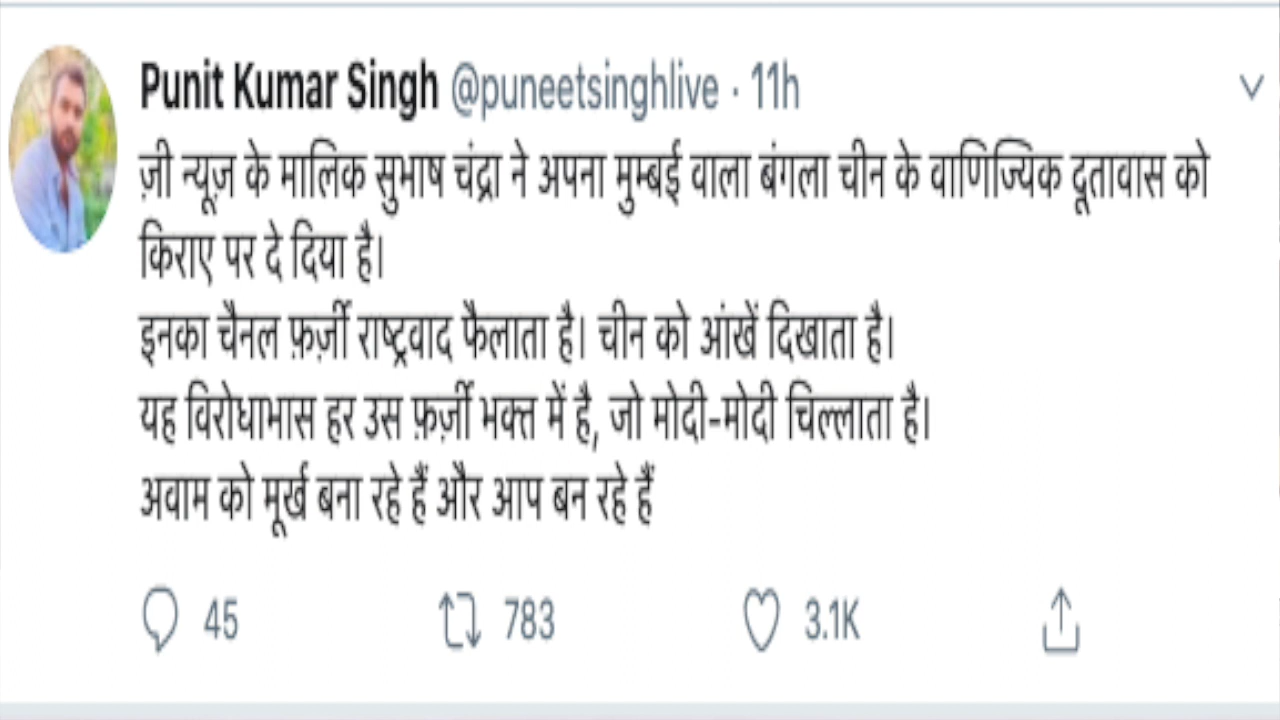 Punit Kumar Singh @puneetsinghlive · 11h
ज़ी न्यूज़ के मालिक सुभाष चंद्रा ने अपना मुम्बई वाला बंगला चीन के वाणिज्यिक दूतावास को
किराए पर दे दिया है।
इनका चैनल फ़र्ज़ी राष्ट्रवाद फैलाता है। चीन को आंखें दिखाता है।
यह विरोधाभास हर उस फ़र्ज़ी भक्त में है, जो मोदी-मोदी चिल्लाता है।
अवाम को मूर्ख बना रहे हैं और आप बन रहे हैं
45 783 3.1K